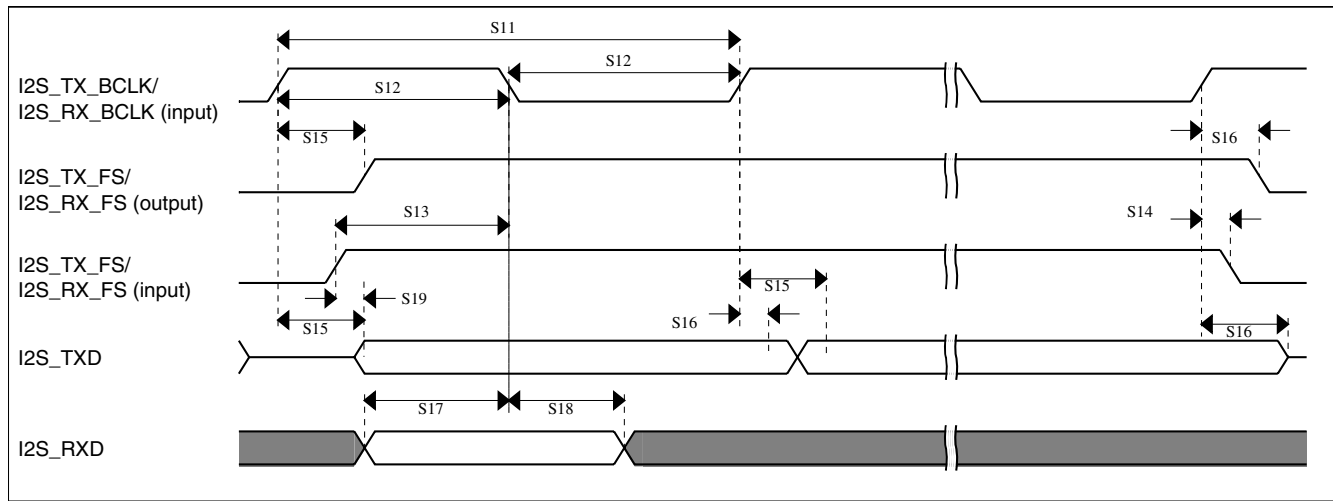 S11
I2S_TX_BCLK/
I2S_RX_BCLK (input)
S12
S12
S15
S16
I2S_TX_FS/
I2S_RX_FS (output)
S13
S14
I2S_TX_FS/
I2S_RX_FS (input)
S15
S19
S15
S16
S16
I2S_TXD
S17
S18
I2S_RXD